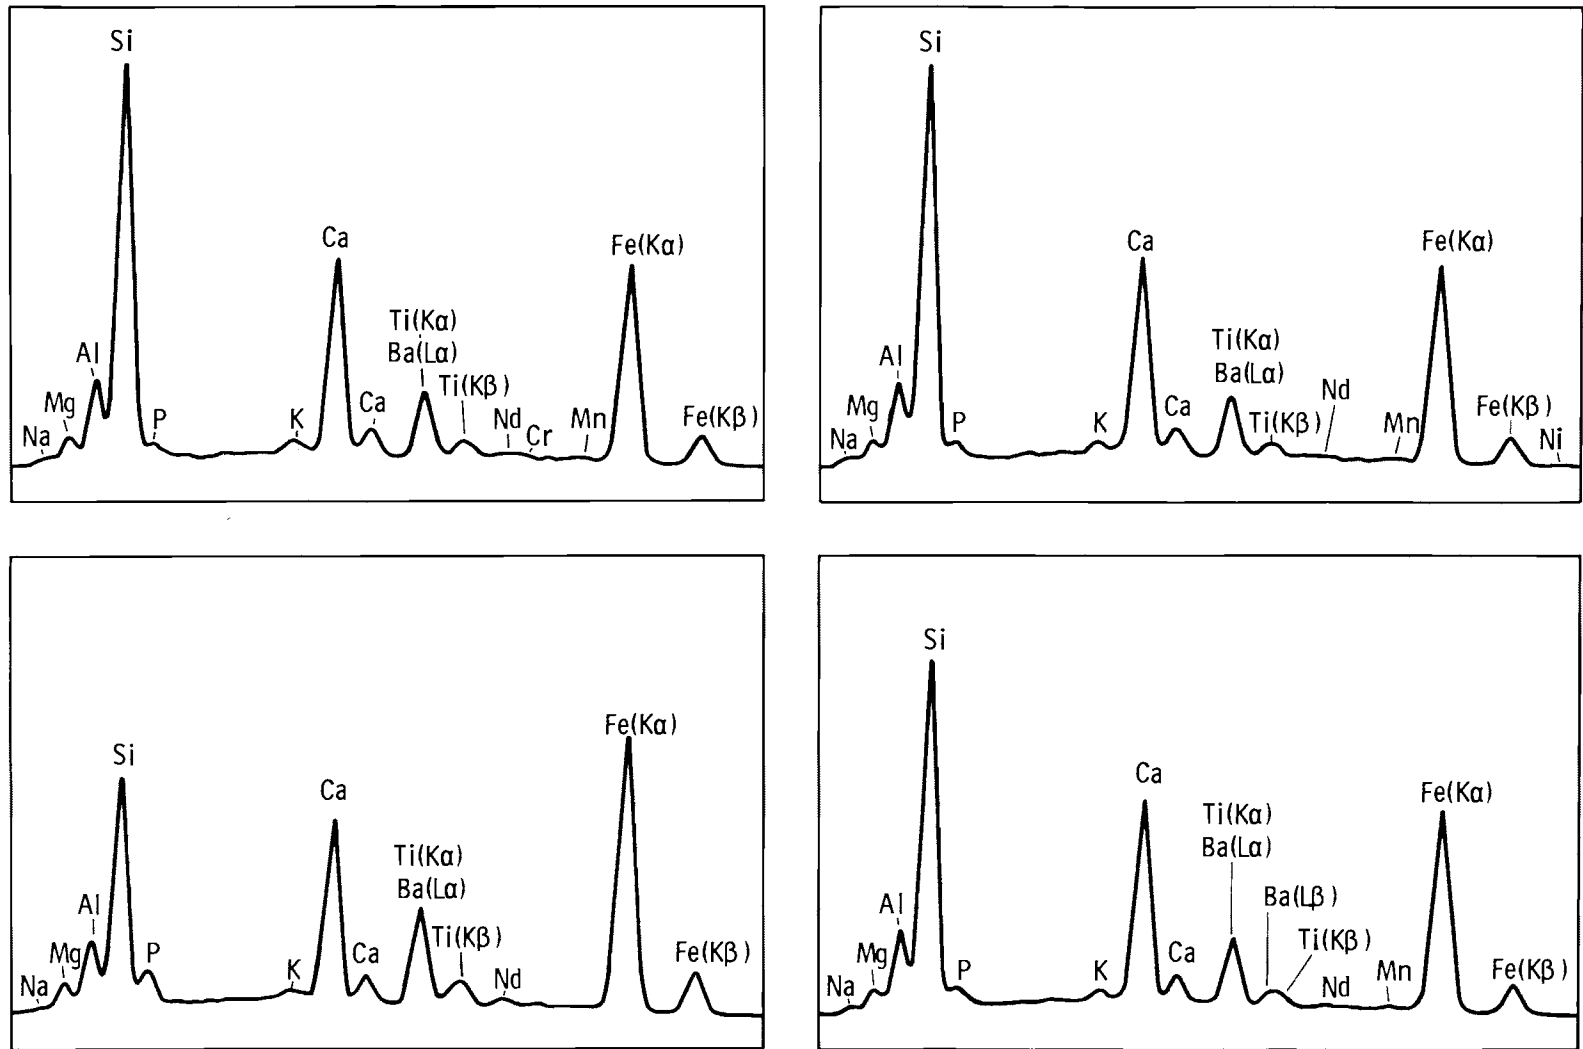 Si
Ca
Fe(Kα)
Ti(Kα)
Ba(Lα)
Al
Ti(Kβ)
Mg
Ca
Nd
Mn
Fe(Kβ)
Na
P
K
Cr
Si
Ca
Fe(Kα)
Ti(Kα)
Ba(Lα)
Al
Nd
Mg
Ca
Ti(Kβ)
Mn
Fe(Kβ)
Na
P
K
Ni
Fe(Kα)
Si
Ca
Ti(Kα)
Ba(Lα)
Al
Ti(Kβ)
Mg
P
Ca
Fe(Kβ)
Na
K
Nd
Si
Ca
Fe(Kα)
Ti(Kα)
Ba(Lα)
Al
Ba(Lβ)
Ti(Kβ)
Mg
Ca
Na
P
K
Nd
Mn
Fe(Kβ)